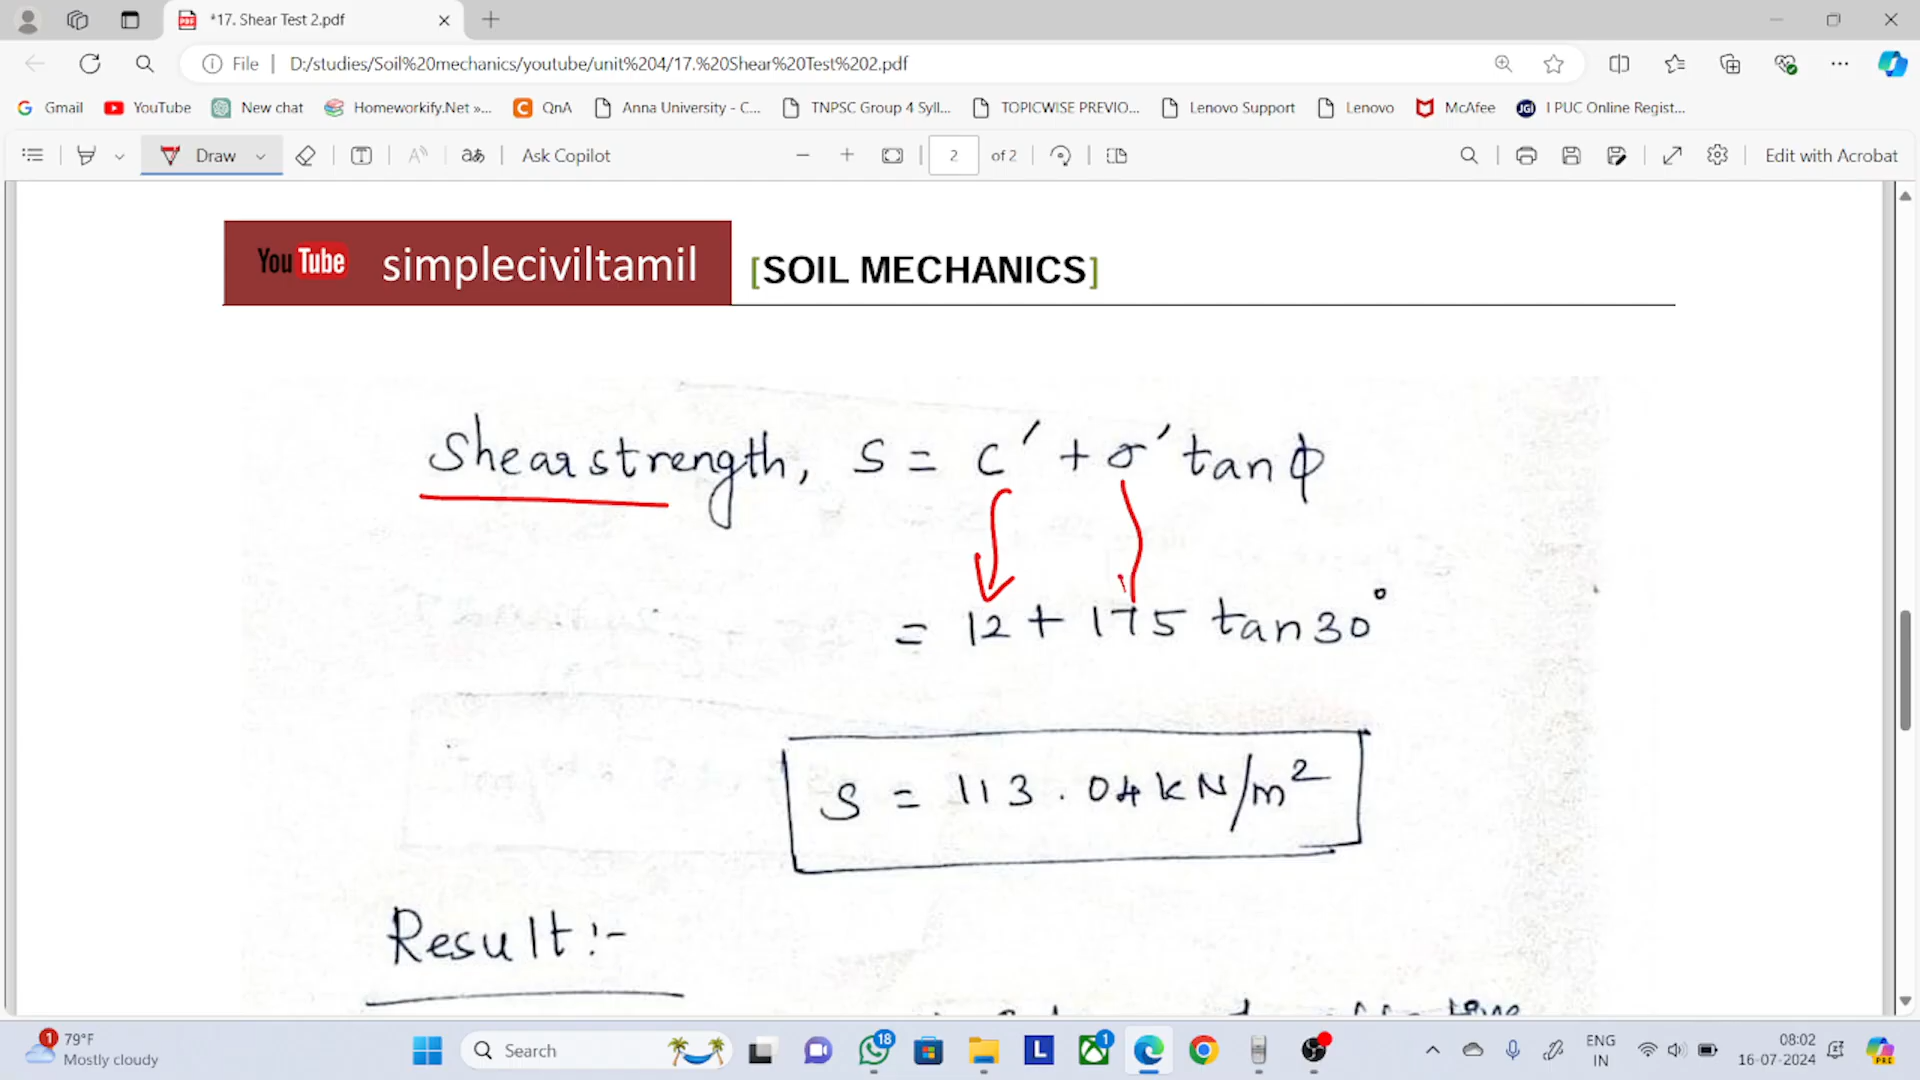 *17. Shear Test 2.pdf
File D:/studies/Soil%20mechanics/youtube/unit%204/17.%20Shear%20Test%202.pdf
Gmail YouTube New chat Homeworkify.Net »... QnA Anna University - C... TNPSC Group 4 Syll... TOPICWISE PREVIO... Lenovo Support Lenovo McAfee I PUC Online Regist...
Draw Ask Copilot 2 of 2 Edit with Acrobat
YouTube simpleciviltamil [SOIL MECHANICS]
Shear strength, S = c′ + σ′ tan ϕ
= 12 + 175 tan 30°
S = 113.04 kN/m²
Result :-
79°F
Mostly cloudy
Search
18
1
ENG
IN
08:02
16-07-2024